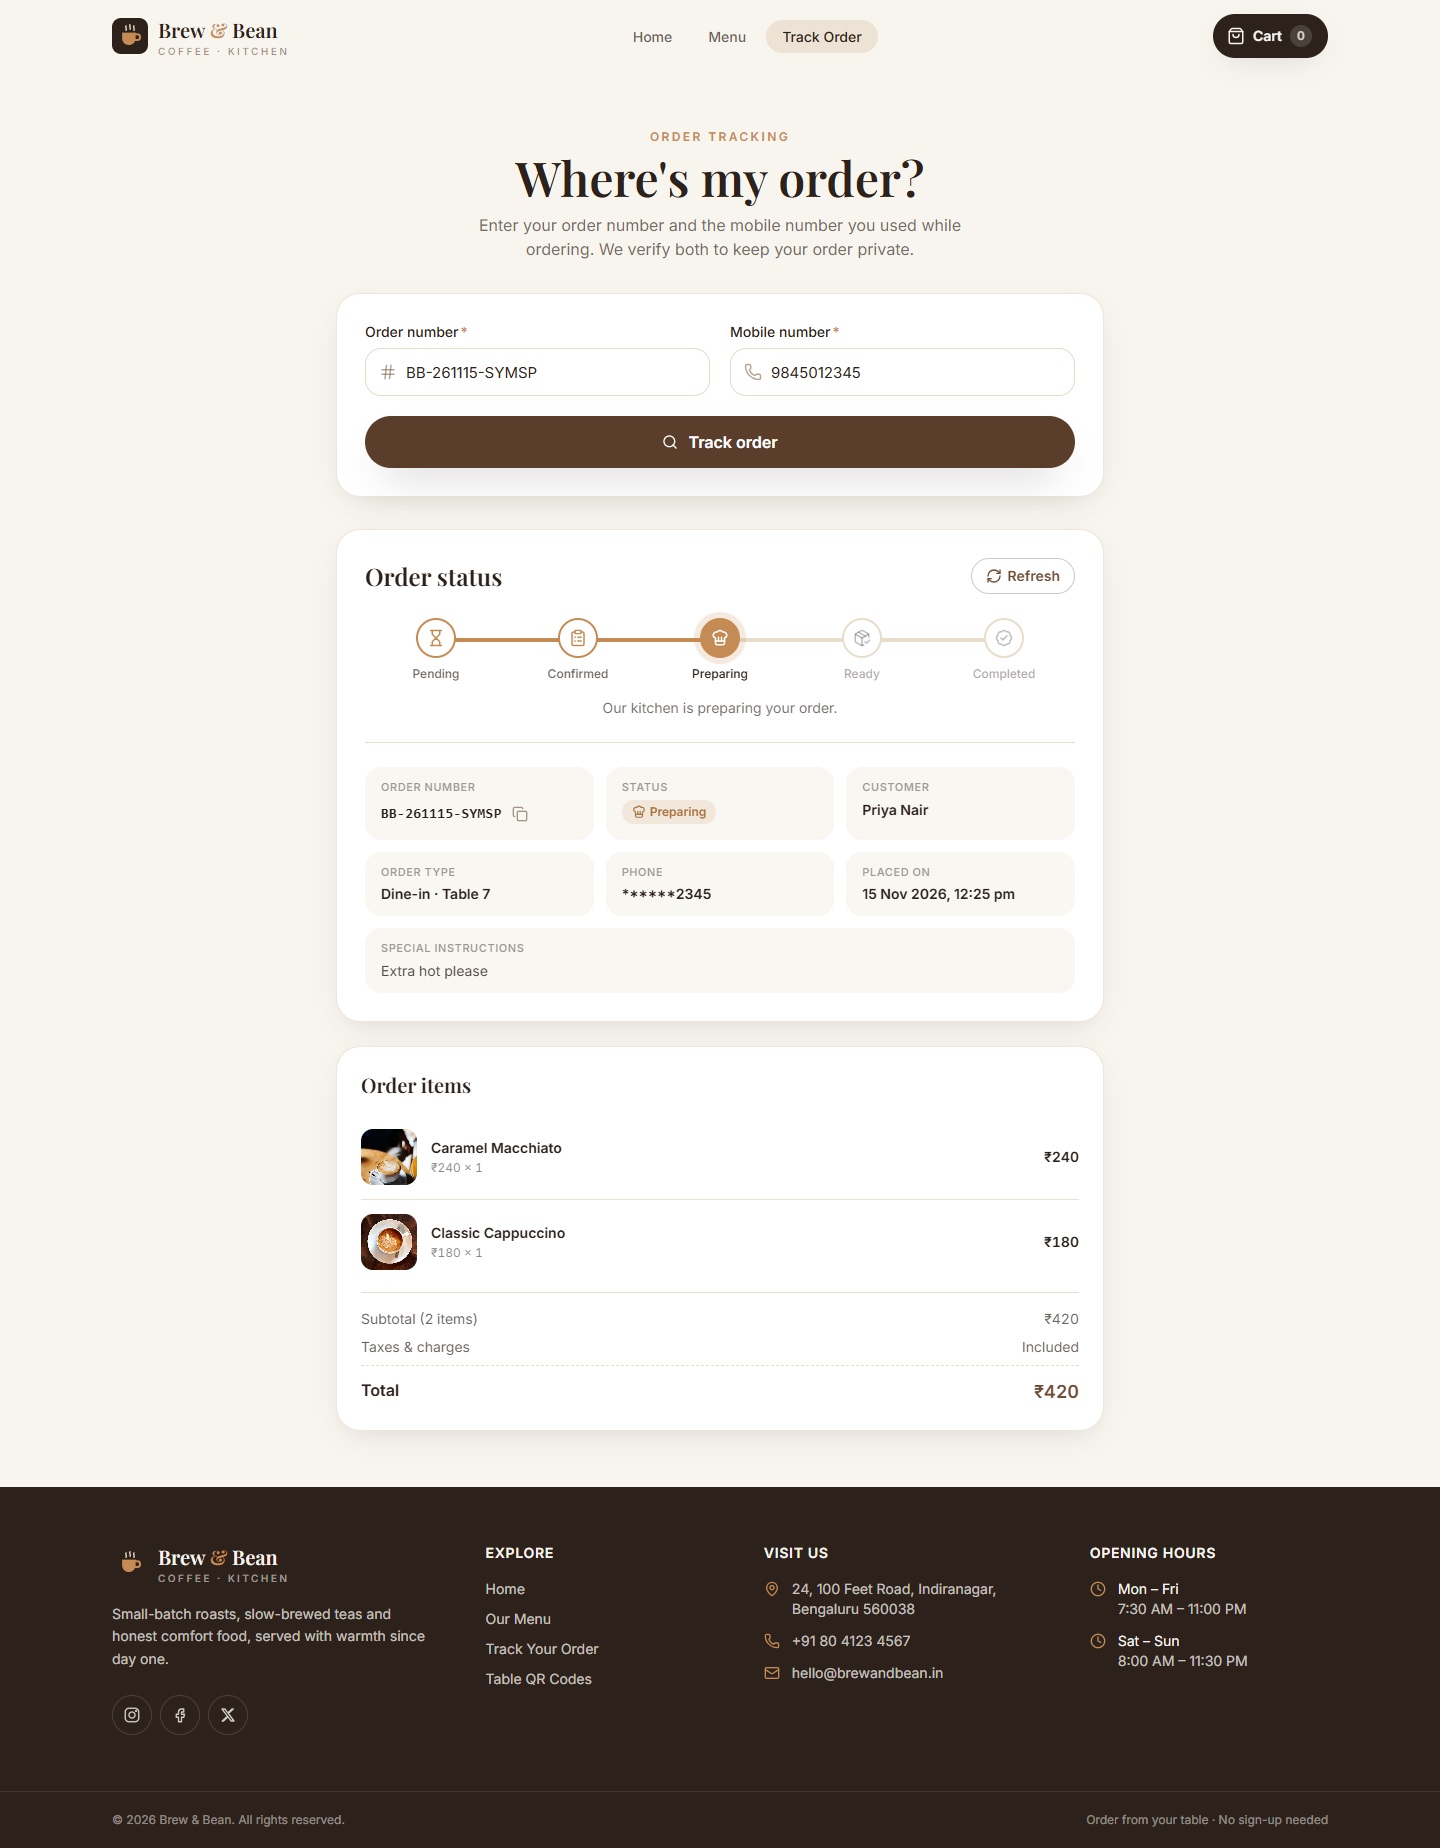 Brew & Bean
COFFEE · KITCHEN
Home
Menu
Track Order
Cart 0
ORDER TRACKING
Where's my order?
Enter your order number and the mobile number you used while
ordering. We verify both to keep your order private.
Order number*
Mobile number*
BB-261115-SYMSP
9845012345
Track order
Order status
Refresh
Pending
Confirmed
Preparing
Ready
Completed
Our kitchen is preparing your order.
ORDER NUMBER
BB-261115-SYMSP
STATUS
Preparing
CUSTOMER
Priya Nair
ORDER TYPE
Dine-in · Table 7
PHONE
******2345
PLACED ON
15 Nov 2026, 12:25 pm
SPECIAL INSTRUCTIONS
Extra hot please
Order items
Caramel Macchiato
₹240 × 1
₹240
Classic Cappuccino
₹180 × 1
₹180
Subtotal (2 items)
₹420
Taxes & charges
Included
Total
₹420
Brew & Bean
COFFEE · KITCHEN
Small-batch roasts, slow-brewed teas and
honest comfort food, served with warmth since
day one.
EXPLORE
Home
Our Menu
Track Your Order
Table QR Codes
VISIT US
24, 100 Feet Road, Indiranagar,
Bengaluru 560038
+91 80 4123 4567
hello@brewandbean.in
OPENING HOURS
Mon – Fri
7:30 AM – 11:00 PM
Sat – Sun
8:00 AM – 11:30 PM
© 2026 Brew & Bean. All rights reserved.
Order from your table · No sign-up needed